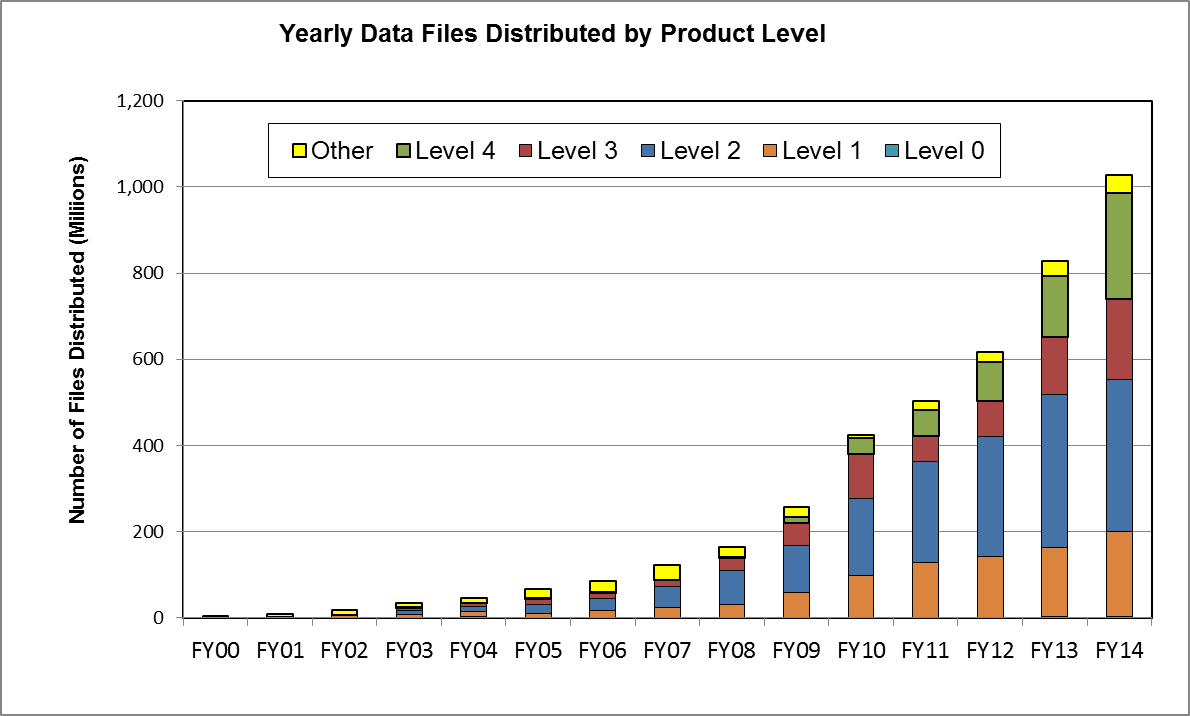 Yearly Data Files Distributed by Product Level
Number of Files Distributed (Miliions)
1,200
1,000
800
600
400
200
0
Other Level 4 Level 3 Level 2 Level 1 Level 0
FY00 FY01 FY02 FY03 FY04 FY05 FY06 FY07 FY08 FY09 FY10 FY11 FY12 FY13 FY14